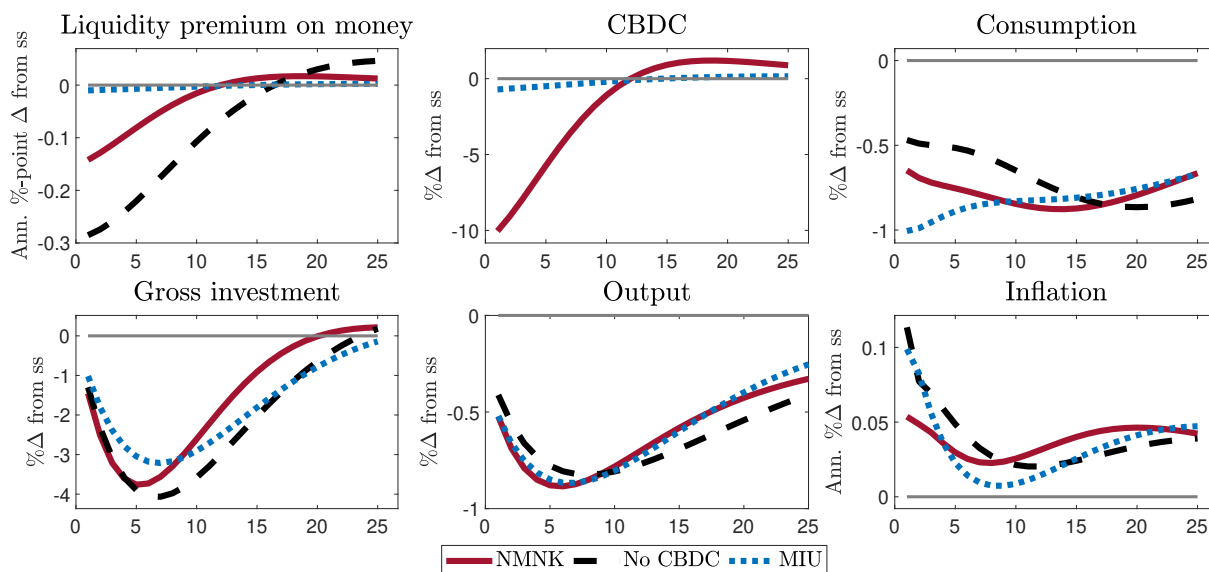 Liquidity premium on money
CBDC
Consumption
Ann. %-point Δ from ss
0
-0.1
-0.2
-0.3
0 5 10 15 20 25
%Δ from ss
0
-5
-10
0 5 10 15 20 25
%Δ from ss
0
-0.5
-1
0 5 10 15 20 25
Gross investment
Output
Inflation
%Δ from ss
0
-1
-2
-3
-4
0 5 10 15 20 25
%Δ from ss
0
-0.5
-1
0 5 10 15 20 25
Ann. %Δ from ss
0.1
0.05
0
0 5 10 15 20 25
NMNK No CBDC MIU